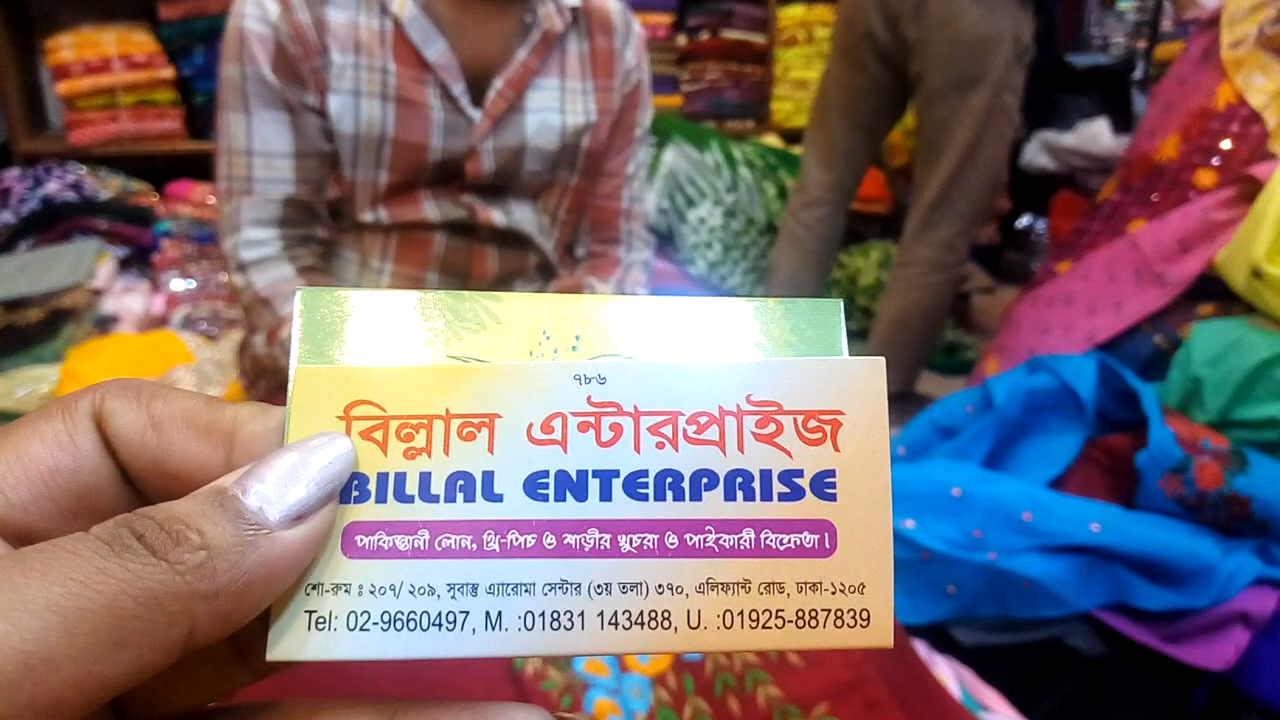 ৭৮৬
বিল্লাল এন্টারপ্রাইজ
BILLAL ENTERPRISE
পাকিস্তানী লোন, থ্রি-পিচ ও শাড়ীর খুচরা ও পাইকারী বিক্রেতা।
শো-রুম ঃ ২০৭/ ২০৯, সুবাস্তু এ্যারোমা সেন্টার (৩য় তলা) ৩৭০, এলিফ্যান্ট রোড, ঢাকা-১২০৫
Tel: 02-9660497, M. :01831 143488, U. :01925-887839